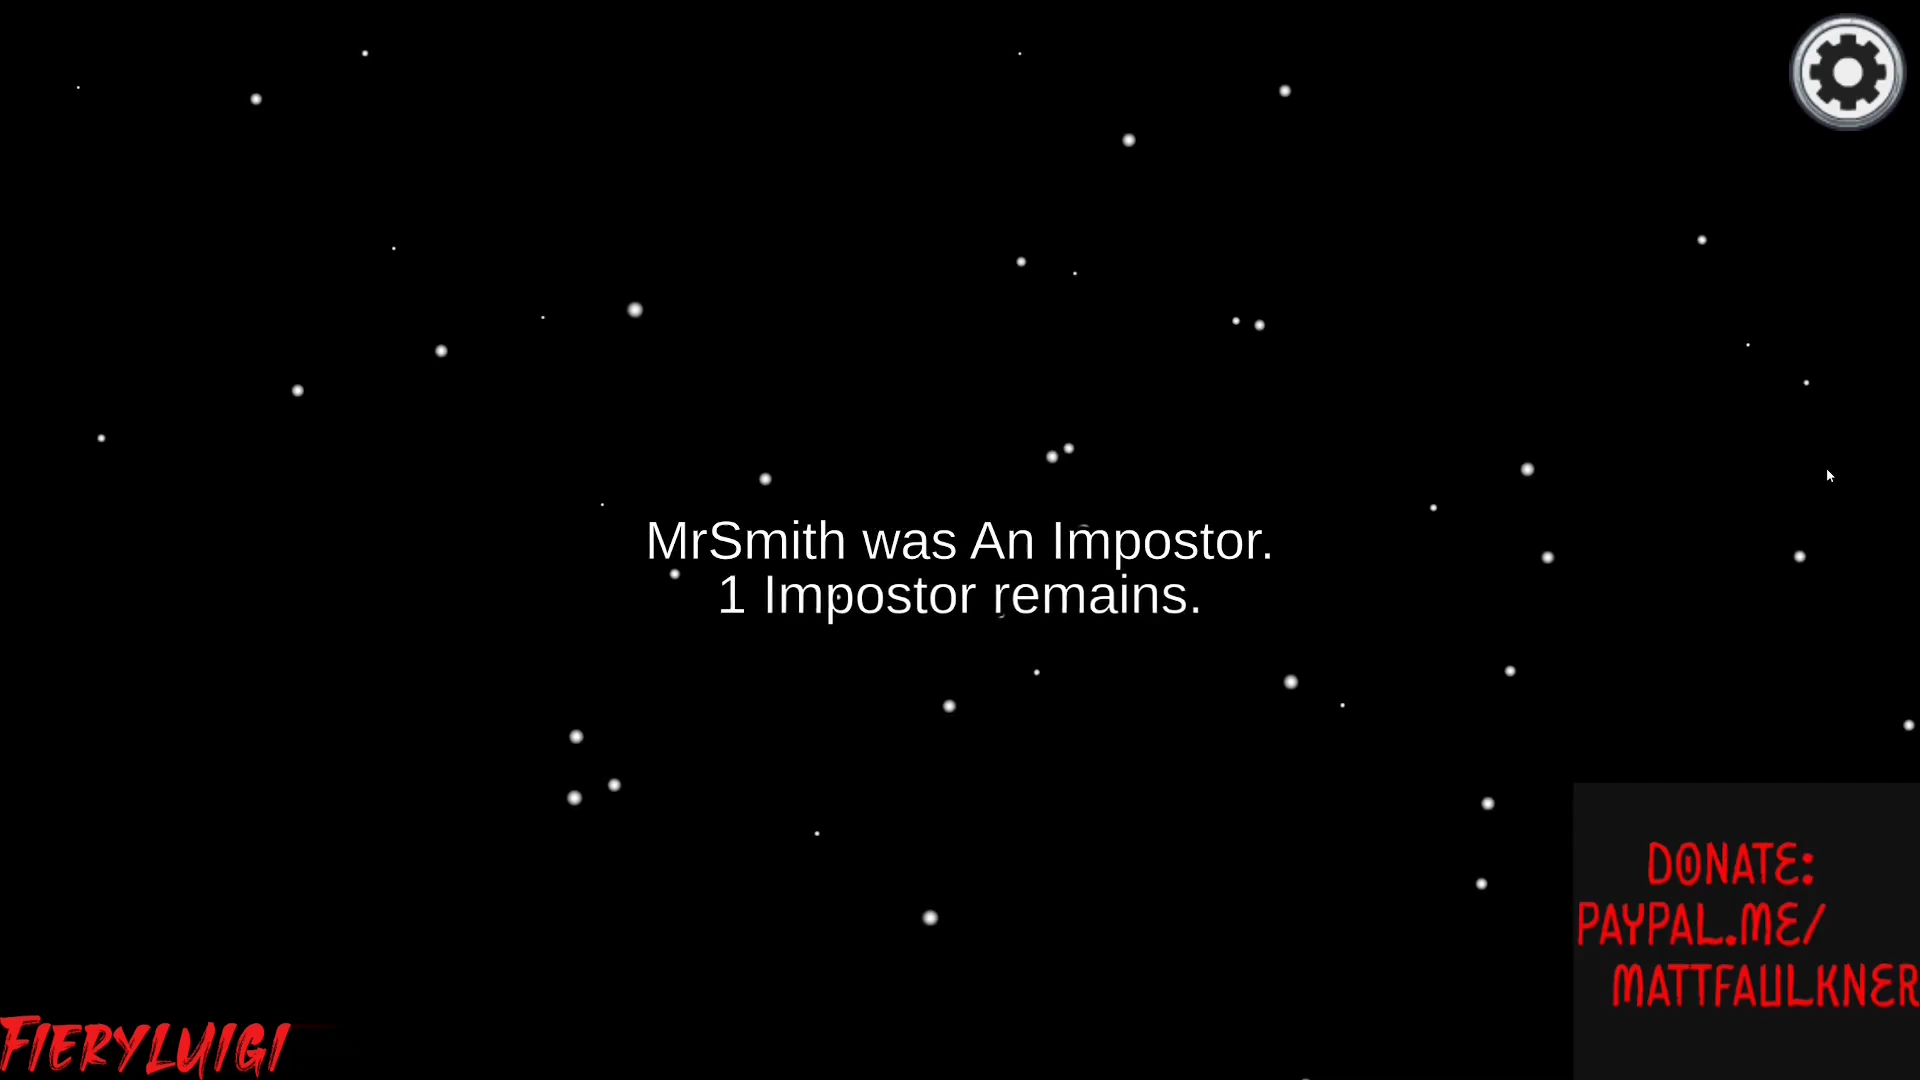 MrSmith was An Impostor.
1 Impostor remains.
DONATE:
PAYPAL.ME/
MATTFAULKNER
FIERYLUIGI